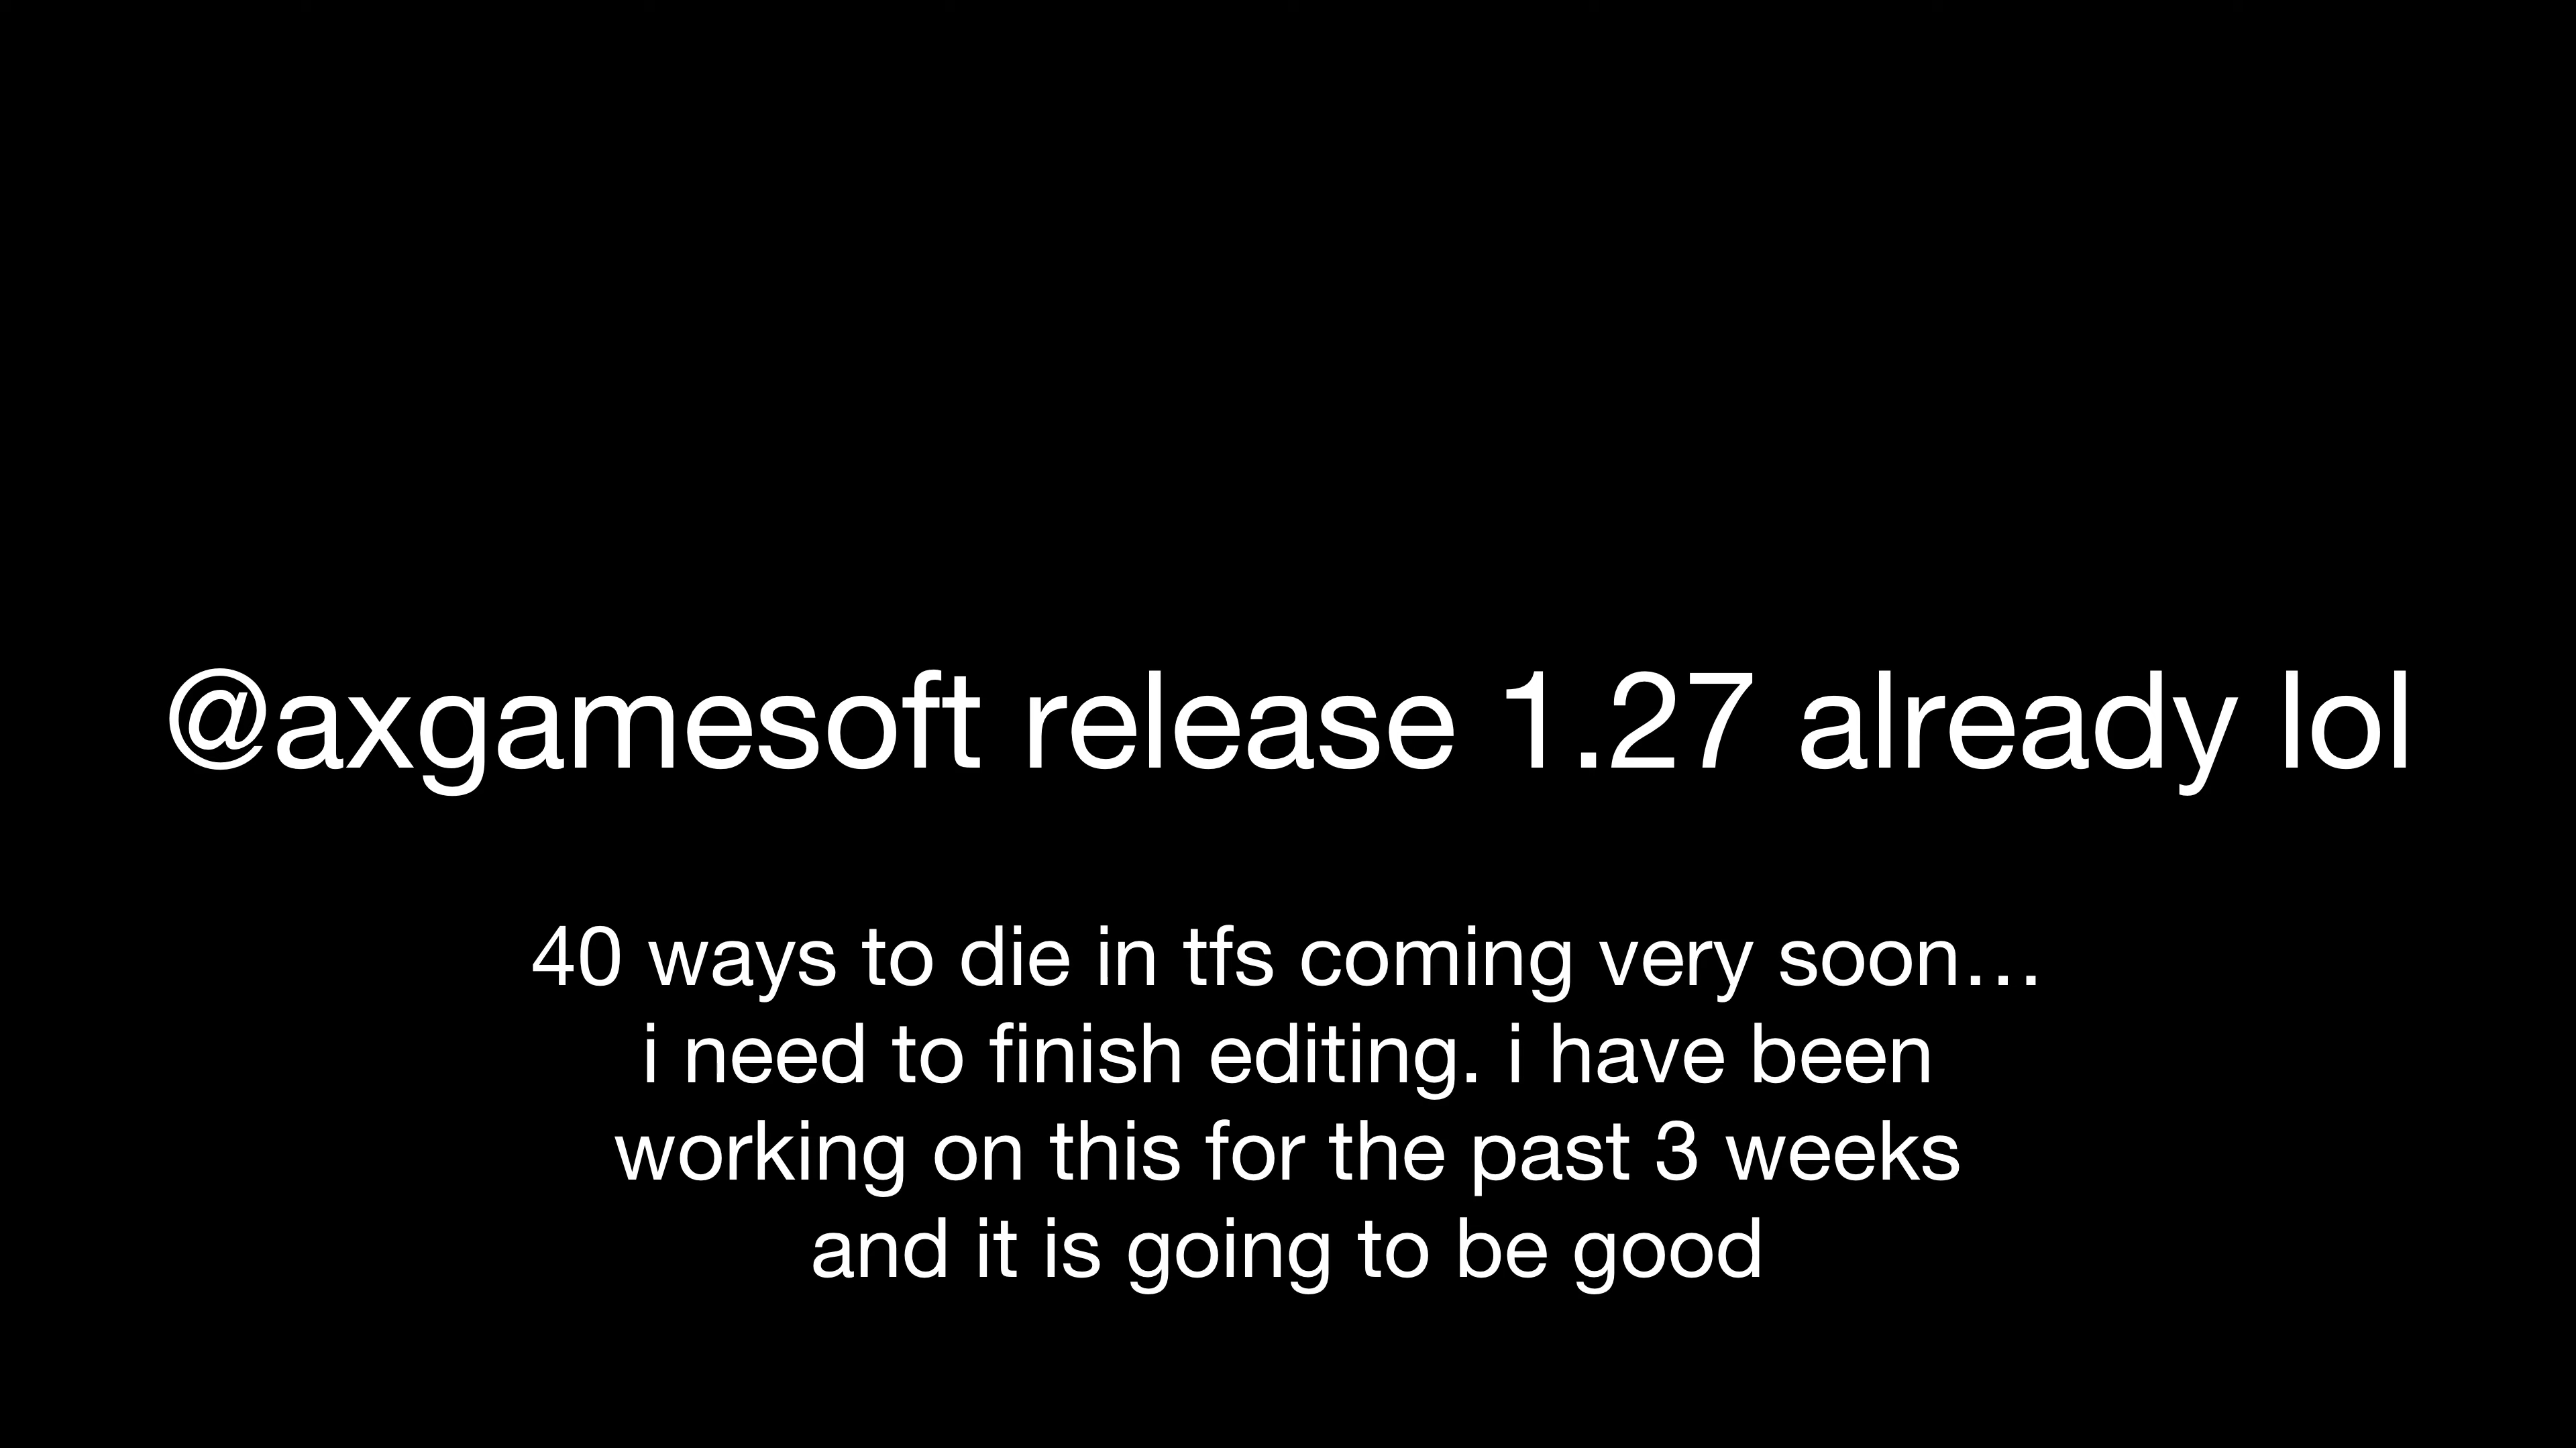 @axgamesoft release 1.27 already lol
40 ways to die in tfs coming very soon…
i need to finish editing. i have been
working on this for the past 3 weeks
and it is going to be good